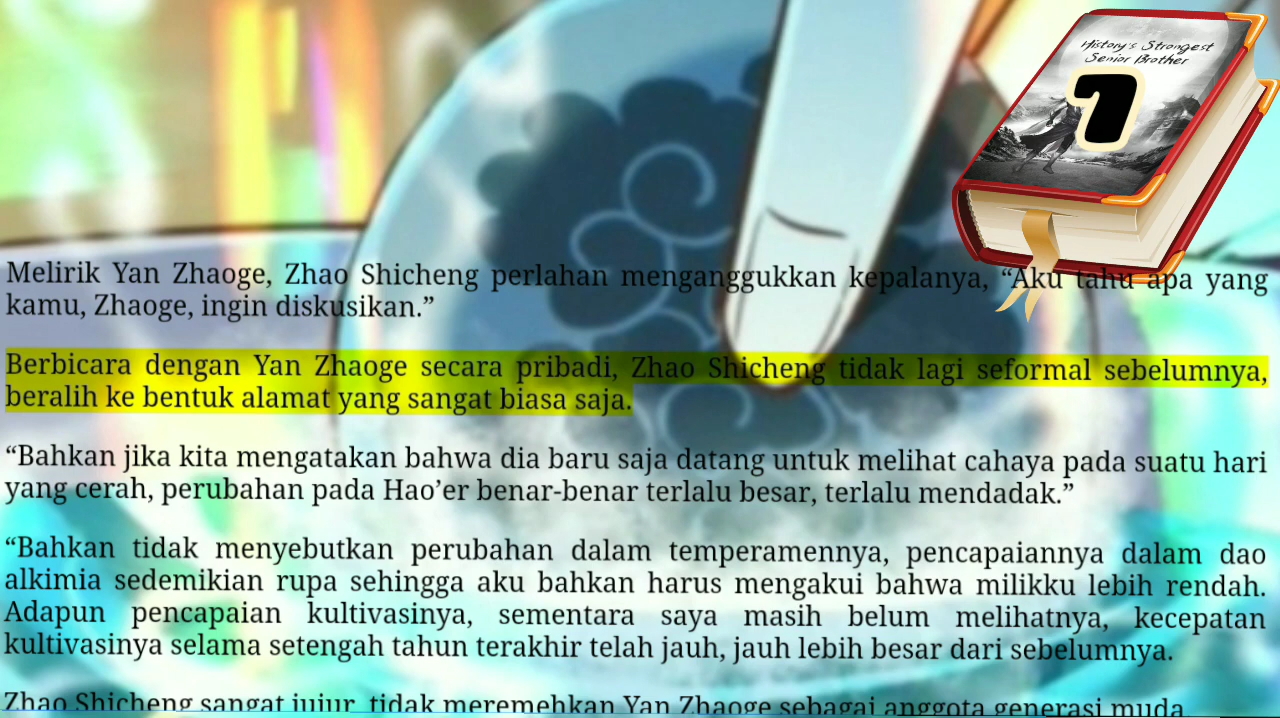 History's Strongest
Senior Brother
7
Melirik Yan Zhaoge, Zhao Shicheng perlahan menganggukkan kepalanya, “Aku tahu apa yang
kamu, Zhaoge, ingin diskusikan.”
Berbicara dengan Yan Zhaoge secara pribadi, Zhao Shicheng tidak lagi seformal sebelumnya,
beralih ke bentuk alamat yang sangat biasa saja.
“Bahkan jika kita mengatakan bahwa dia baru saja datang untuk melihat cahaya pada suatu hari
yang cerah, perubahan pada Hao’er benar-benar terlalu besar, terlalu mendadak.”
“Bahkan tidak menyebutkan perubahan dalam temperamennya, pencapaiannya dalam dao
alkimia sedemikian rupa sehingga aku bahkan harus mengakui bahwa milikku lebih rendah.
Adapun pencapaian kultivasinya, sementara saya masih belum melihatnya, kecepatan
kultivasinya selama setengah tahun terakhir telah jauh, jauh lebih besar dari sebelumnya.
Zhao Shicheng sangat jujur, tidak meremehkan Yan Zhaoge sebagai anggota generasi muda